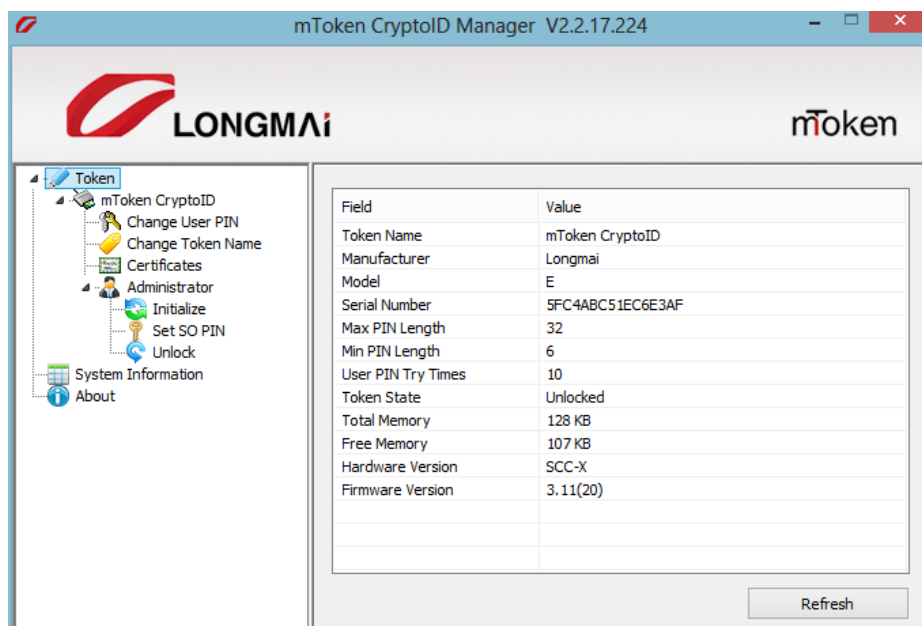 mToken CryptoID Manager V2.2.17.224
LONGMAi
mToken
Token
mToken CryptoID
Change User PIN
Change Token Name
Certificates
Administrator
Initialize
Set SO PIN
Unlock
System Information
About
Field Value
Token Name mToken CryptoID
Manufacturer Longmai
Model E
Serial Number 5FC4ABC51EC6E3AF
Max PIN Length 32
Min PIN Length 6
User PIN Try Times 10
Token State Unlocked
Total Memory 128 KB
Free Memory 107 KB
Hardware Version SCC-X
Firmware Version 3.11(20)
Refresh